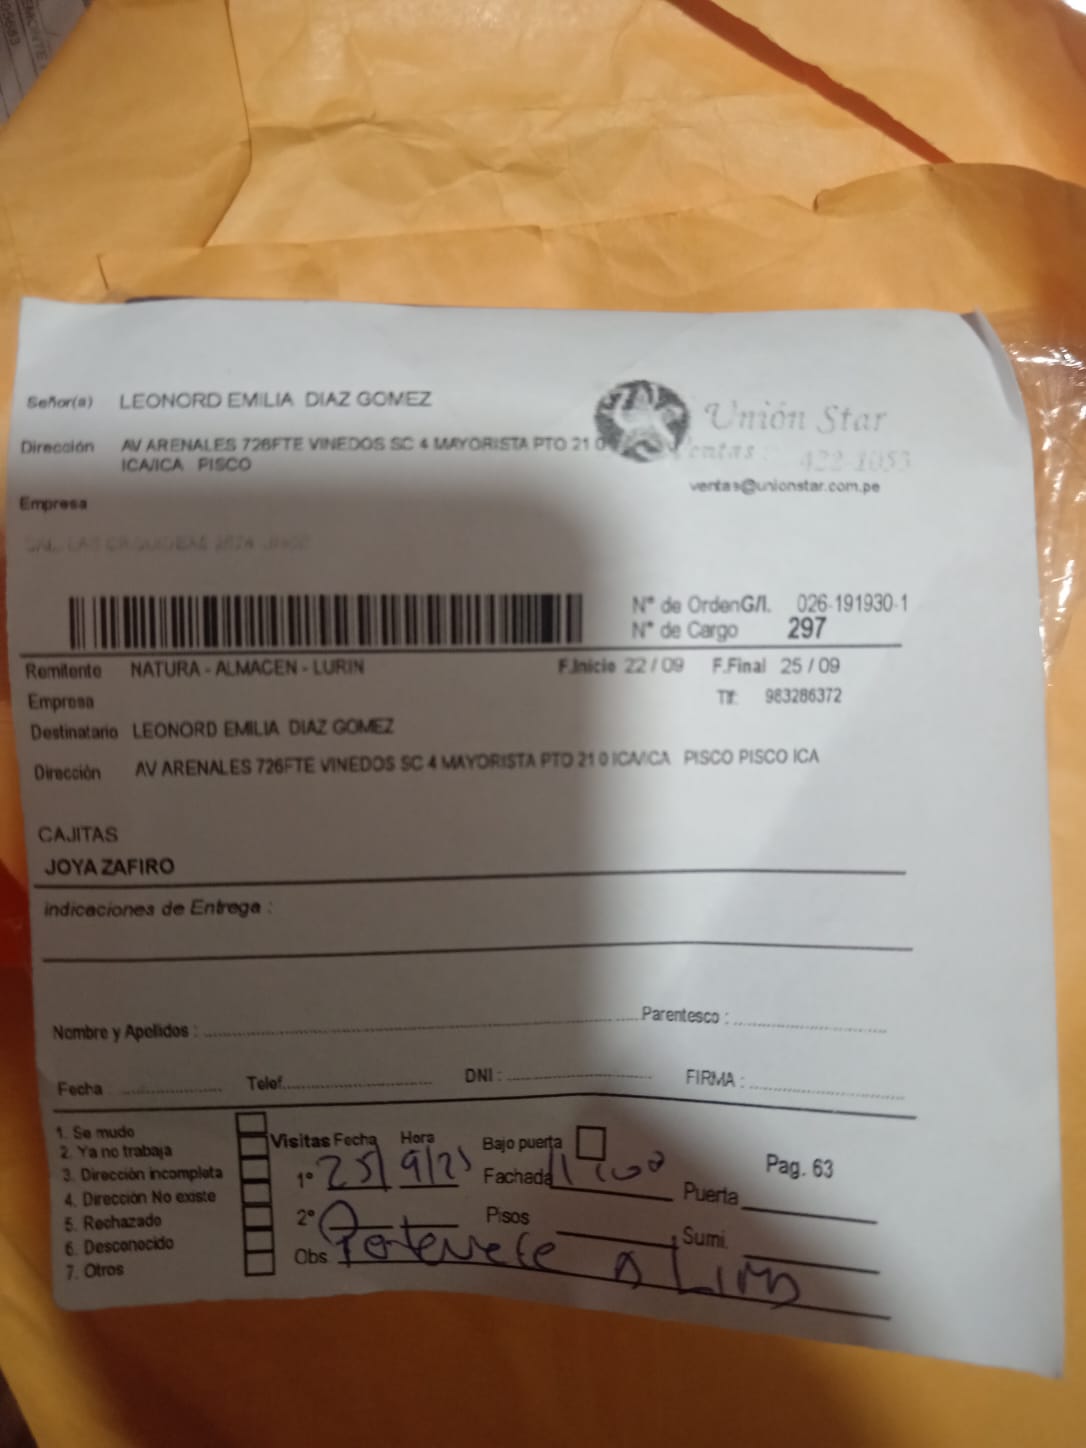 Señor(a) LEONORD EMILIA DIAZ GOMEZ
Unión Star
Dirección AV ARENALES 726FTE VINEDOS SC 4 MAYORISTA PTO 21 0
ICA/ICA PISCO
Ventas : 422-1053
ventas@unionstar.com.pe
Empresa
N° de Orden G/I. 026-191930-1
N° de Cargo 297
Remitente NATURA - ALMACEN - LURIN F.Inicio 22 / 09 F.Final 25 / 09
Empresa Tlf: 983286372
Destinatario LEONORD EMILIA DIAZ GOMEZ
Dirección AV ARENALES 726FTE VINEDOS SC 4 MAYORISTA PTO 21 0 ICA/ICA PISCO PISCO ICA
CAJITAS
JOYA ZAFIRO
indicaciones de Entrega :
Nombre y Apellidos : Parentesco :
Fecha Telef. DNI : FIRMA :
1. Se mudo
2. Ya no trabaja
3. Dirección incompleta
4. Dirección No existe
5. Rechazado
6. Desconocido
7. Otros
Visitas Fecha Hora Bajo puerta
1° 25/9/25 Fachada Puerta
2° Pisos Sumi.
Obs. Pertenece A LIMA
Pag. 63